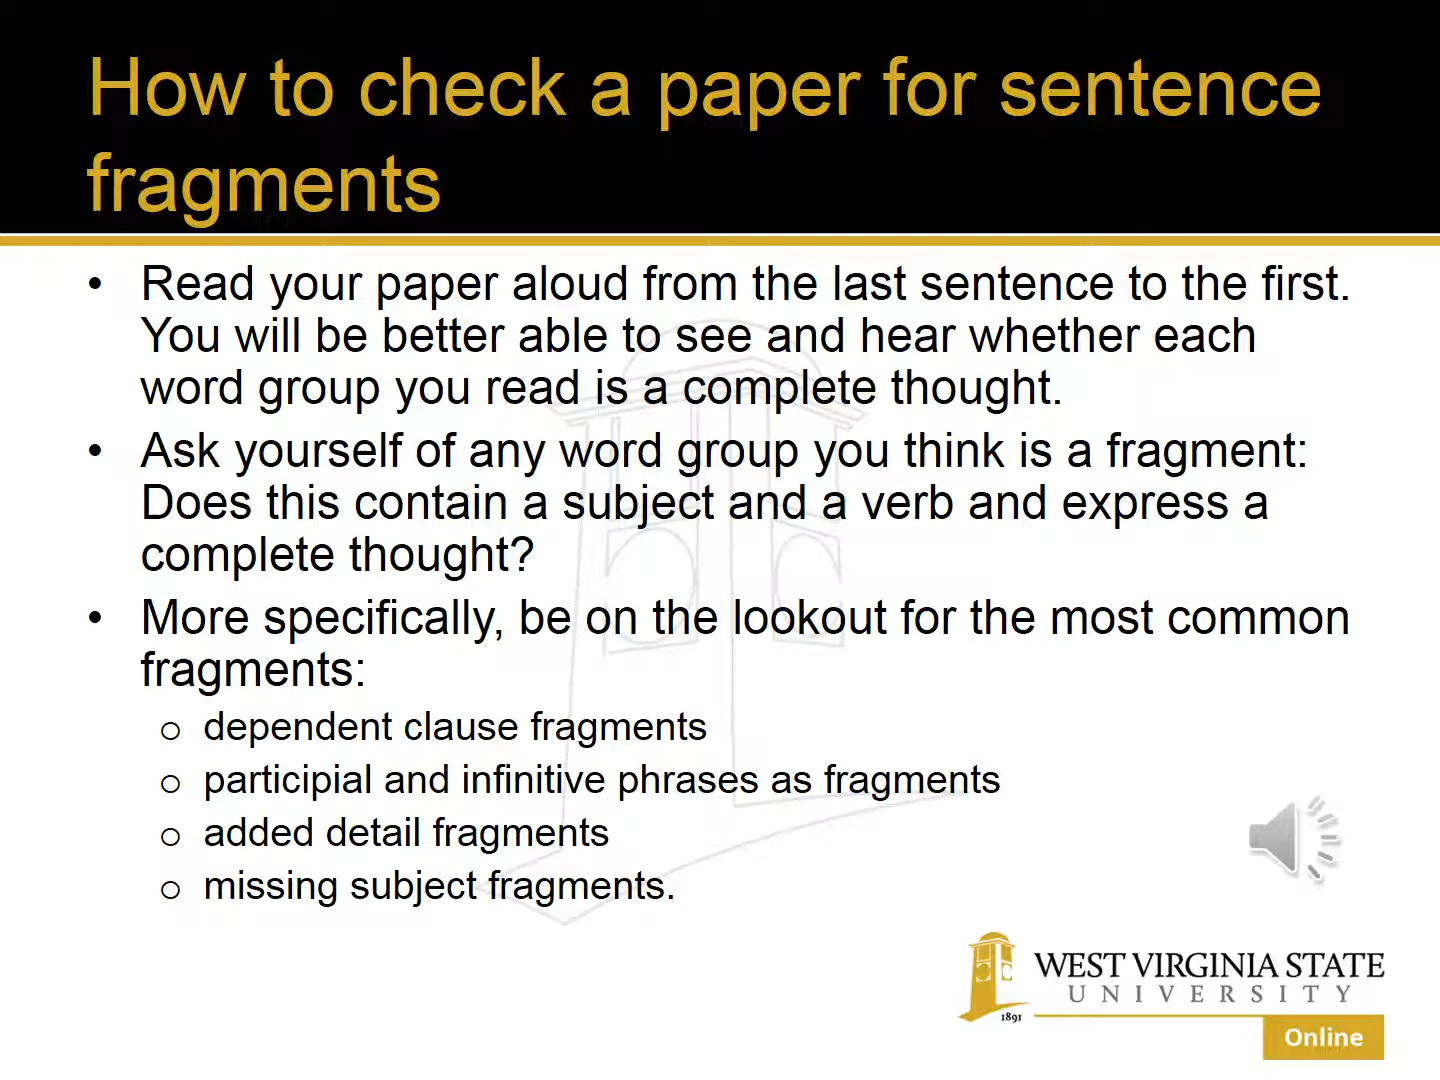 How to check a paper for sentence
fragments
• Read your paper aloud from the last sentence to the first.
You will be better able to see and hear whether each
word group you read is a complete thought.
• Ask yourself of any word group you think is a fragment:
Does this contain a subject and a verb and express a
complete thought?
• More specifically, be on the lookout for the most common
fragments:
o dependent clause fragments
o participial and infinitive phrases as fragments
o added detail fragments
o missing subject fragments.
WEST VIRGINIA STATE
UNIVERSITY
1891
Online